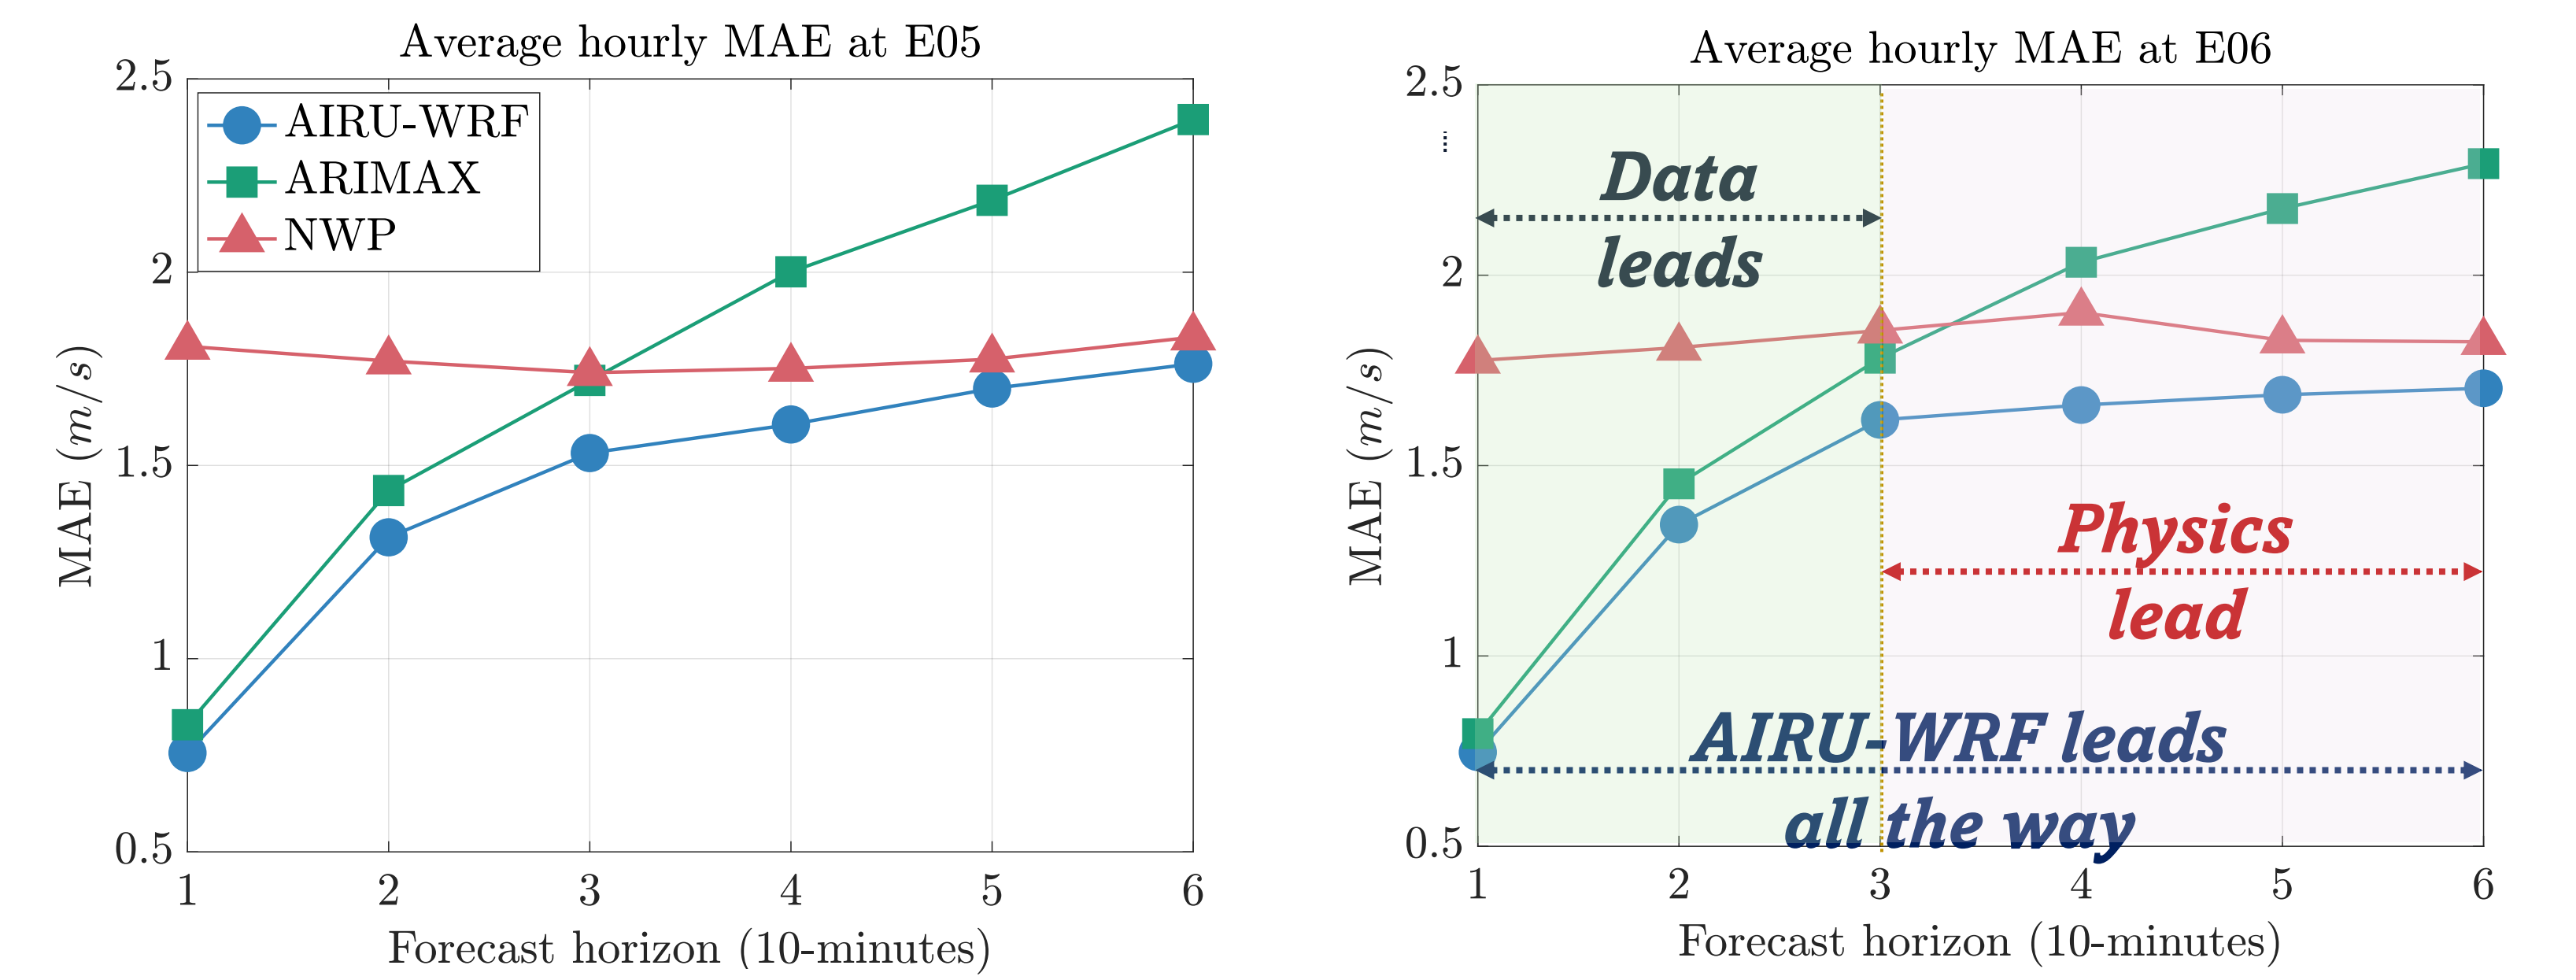 Average hourly MAE at E05
2.5
2
1.5
1
0.5
MAE (m/s)
AIRU-WRF
ARIMAX
NWP
1 2 3 4 5 6
Forecast horizon (10-minutes)
Average hourly MAE at E06
2.5
2
1.5
1
0.5
MAE (m/s)
Data
leads
Physics
lead
AIRU-WRF leads
all the way
1 2 3 4 5 6
Forecast horizon (10-minutes)